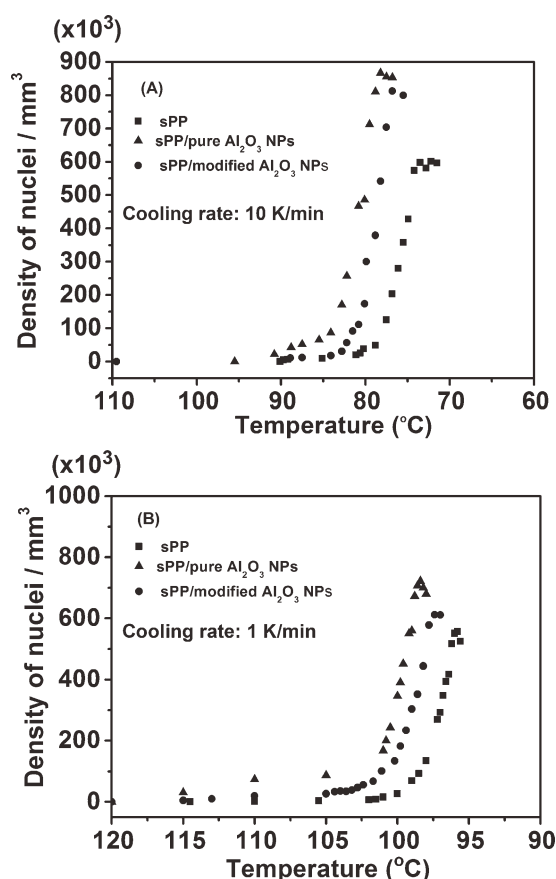 (x10³)
Density of nuclei / mm³
900
800
700
600
500
400
300
200
100
0
(A)
sPP
sPP/pure Al₂O₃ NPs
sPP/modified Al₂O₃ NPs
Cooling rate: 10 K/min
110 100 90 80 70 60
Temperature (°C)
(x10³)
Density of nuclei / mm³
1000
800
600
400
200
0
(B)
sPP
sPP/pure Al₂O₃ NPs
sPP/modified Al₂O₃ NPs
Cooling rate: 1 K/min
120 115 110 105 100 95 90
Temperature (°C)